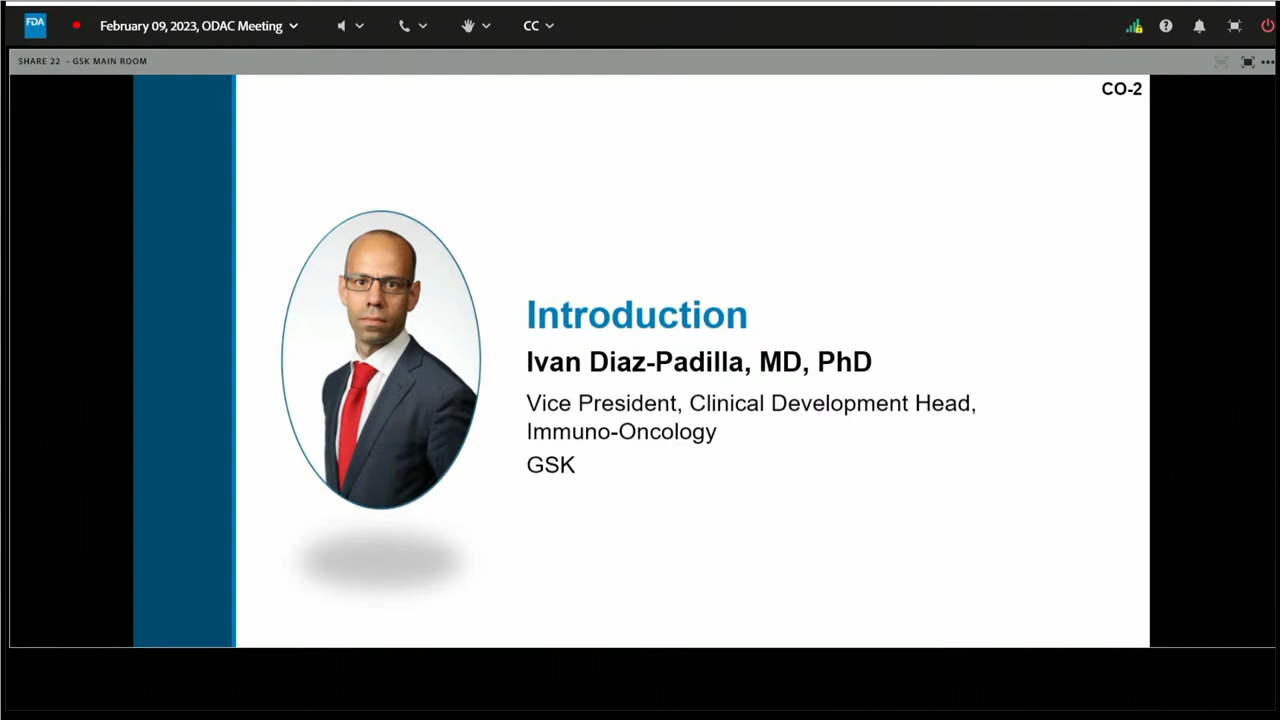 FDA
February 09, 2023, ODAC Meeting
CC
SHARE 22 - GSK MAIN ROOM
CO-2
Introduction
Ivan Diaz-Padilla, MD, PhD
Vice President, Clinical Development Head,
Immuno-Oncology
GSK